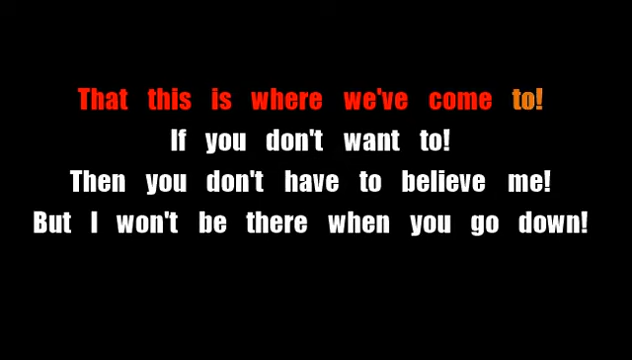 That this is where we've come to!
If you don't want to!
Then you don't have to believe me!
But I won't be there when you go down!